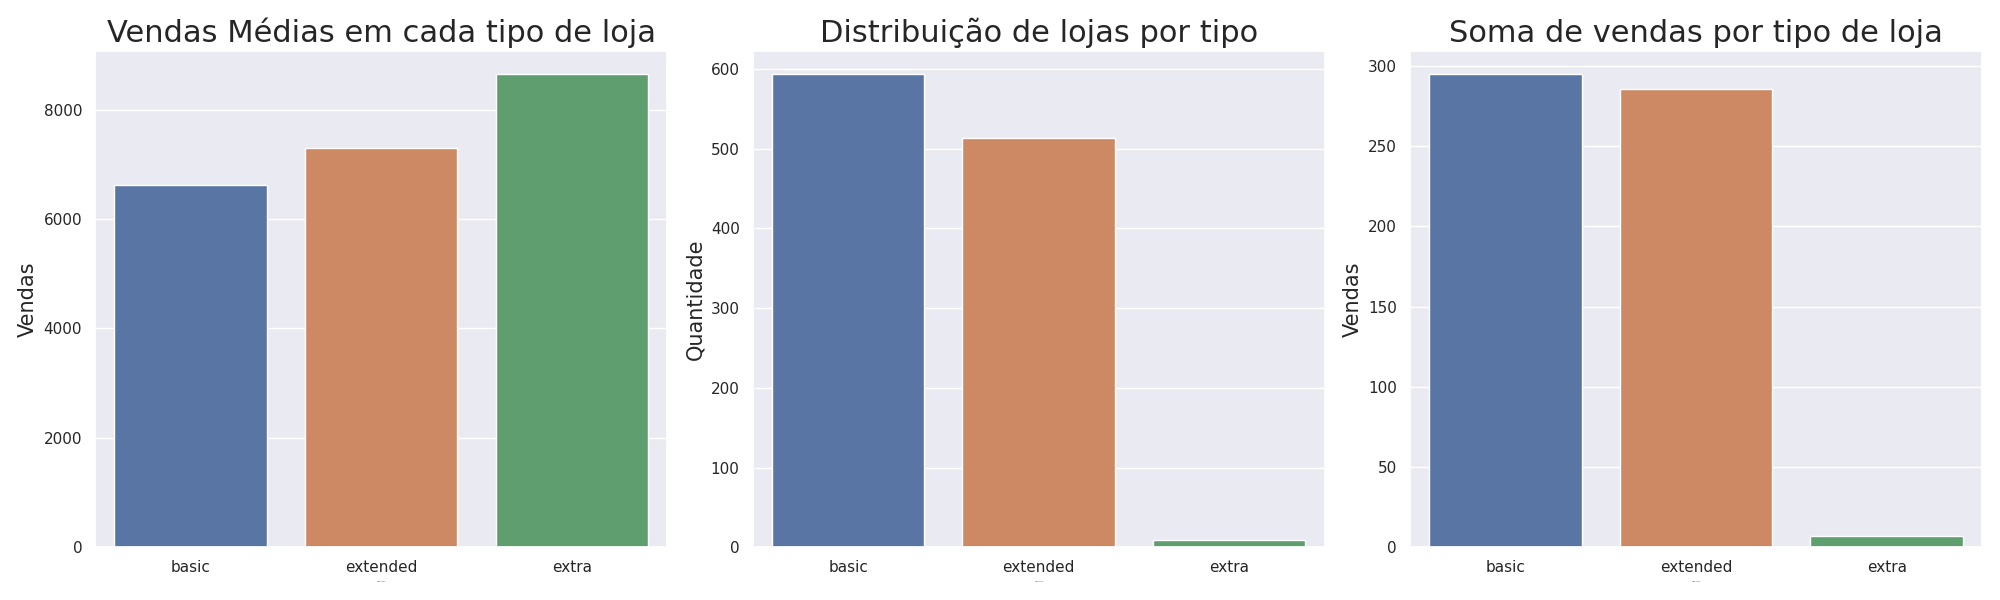 Vendas Médias em cada tipo de loja
Vendas
8000
6000
4000
2000
0
basic extended extra
Distribuição de lojas por tipo
Quantidade
600
500
400
300
200
100
0
basic extended extra
Soma de vendas por tipo de loja
Vendas
300
250
200
150
100
50
0
basic extended extra